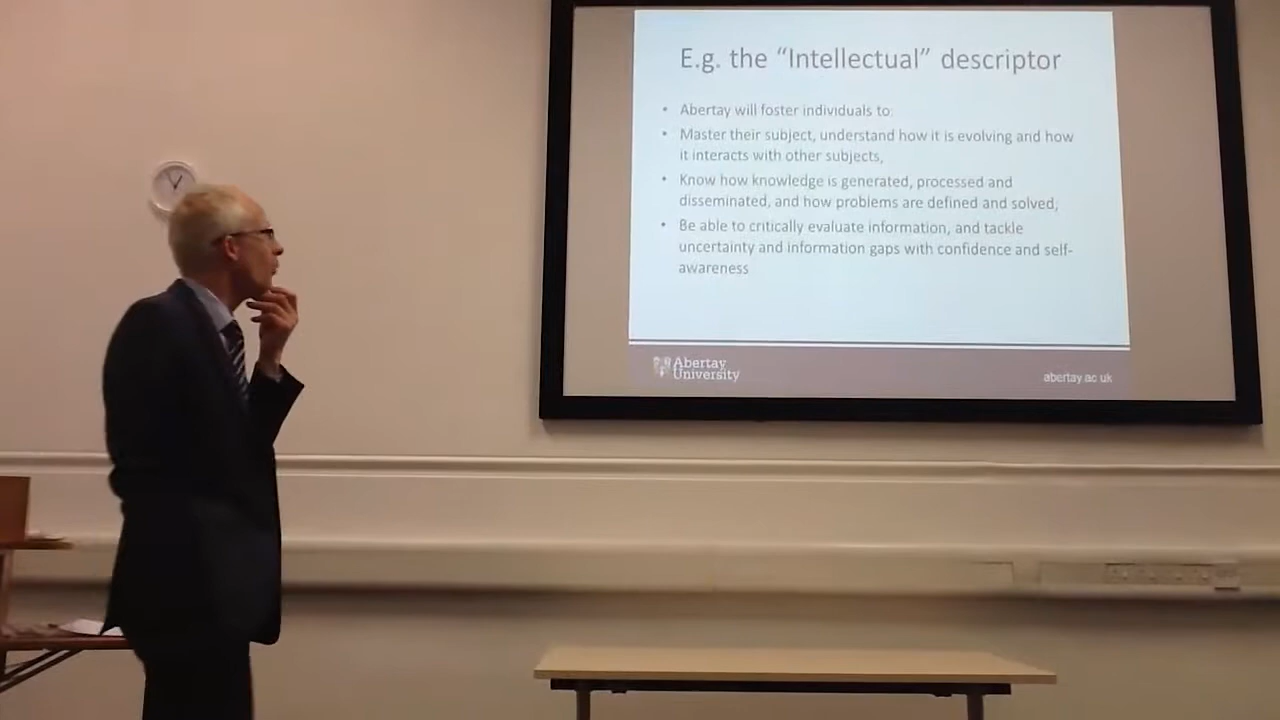 E.g. the “Intellectual” descriptor
• Abertay will foster individuals to:
• Master their subject, understand how it is evolving and how
it interacts with other subjects,
• Know how knowledge is generated, processed and
disseminated, and how problems are defined and solved;
• Be able to critically evaluate information, and tackle
uncertainty and information gaps with confidence and self-
awareness
Abertay
University
abertay.ac.uk